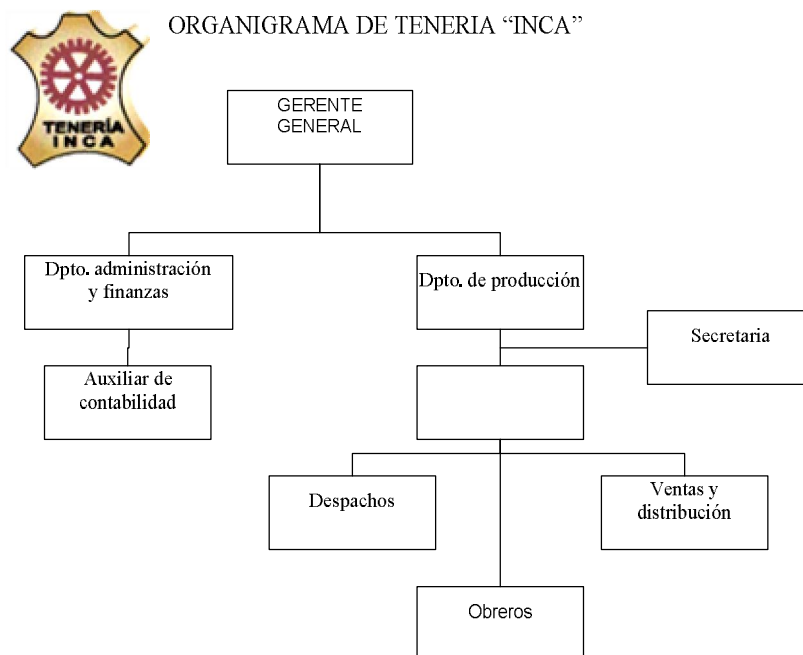 ORGANIGRAMA DE TENERIA “INCA”
TENERÍA
INCA
GERENTE
GENERAL
Dpto. administración
y finanzas
Dpto. de producción
Secretaria
Auxiliar de
contabilidad
Despachos
Ventas y
distribución
Obreros